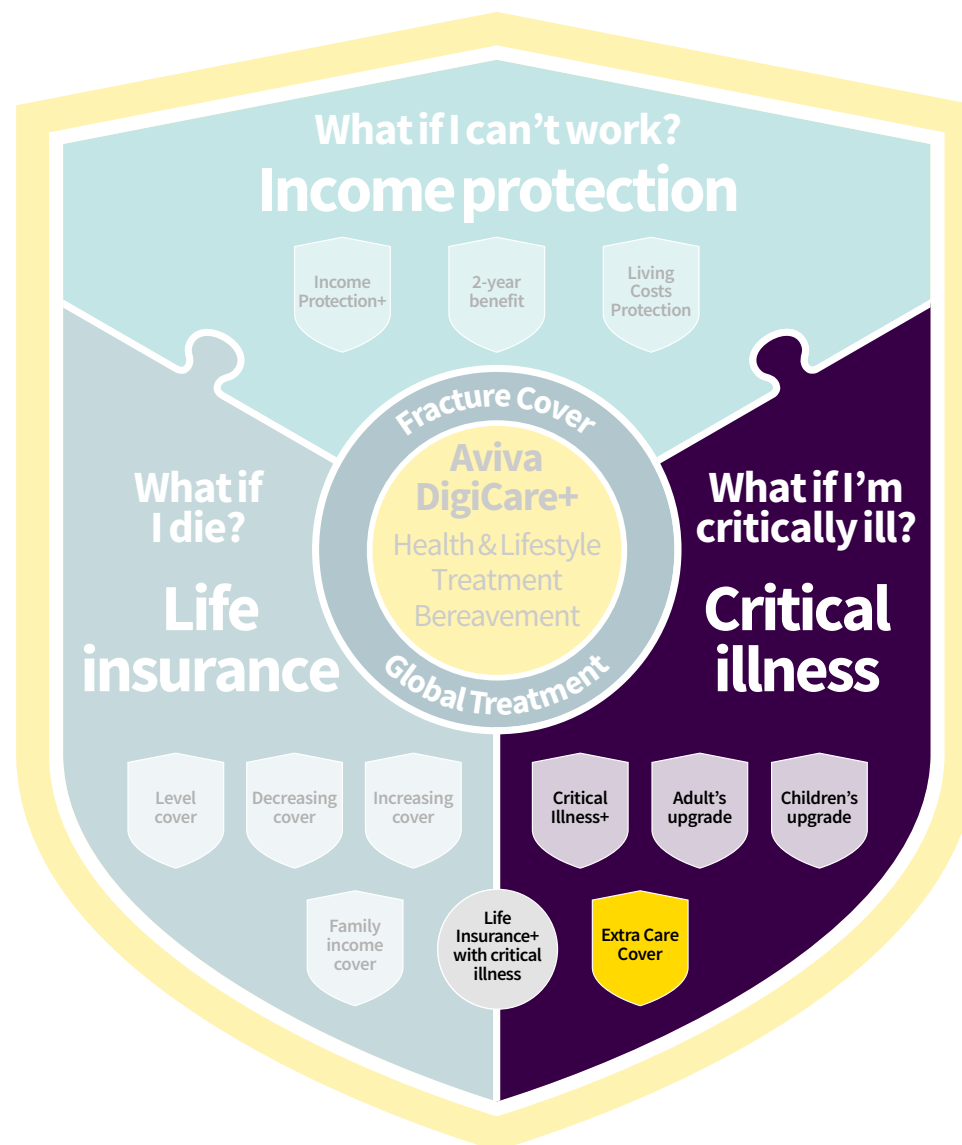 What if I can't work?
Income protection
Income
Protection+
2-year
benefit
Living
Costs
Protection
Fracture Cover
Aviva
DigiCare+
Health & Lifestyle
Treatment
Bereavement
Global Treatment
What if
I die?
Life
insurance
What if I'm
critically ill?
Critical
illness
Level
cover
Decreasing
cover
Increasing
cover
Critical
Illness+
Adult's
upgrade
Children's
upgrade
Family
income
cover
Life
Insurance+
with critical
illness
Extra Care
Cover